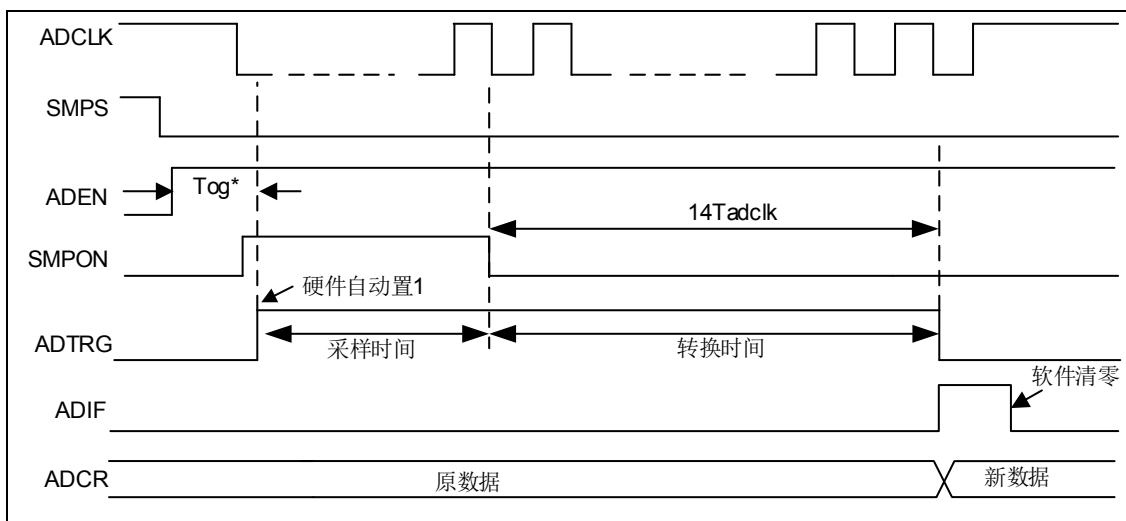 ADCLK
SMPS
ADEN
Tog*
14Tadclk
SMPON
硬件自动置1
ADTRG
采样时间
转换时间
ADIF
软件清零
ADCR
原数据
新数据